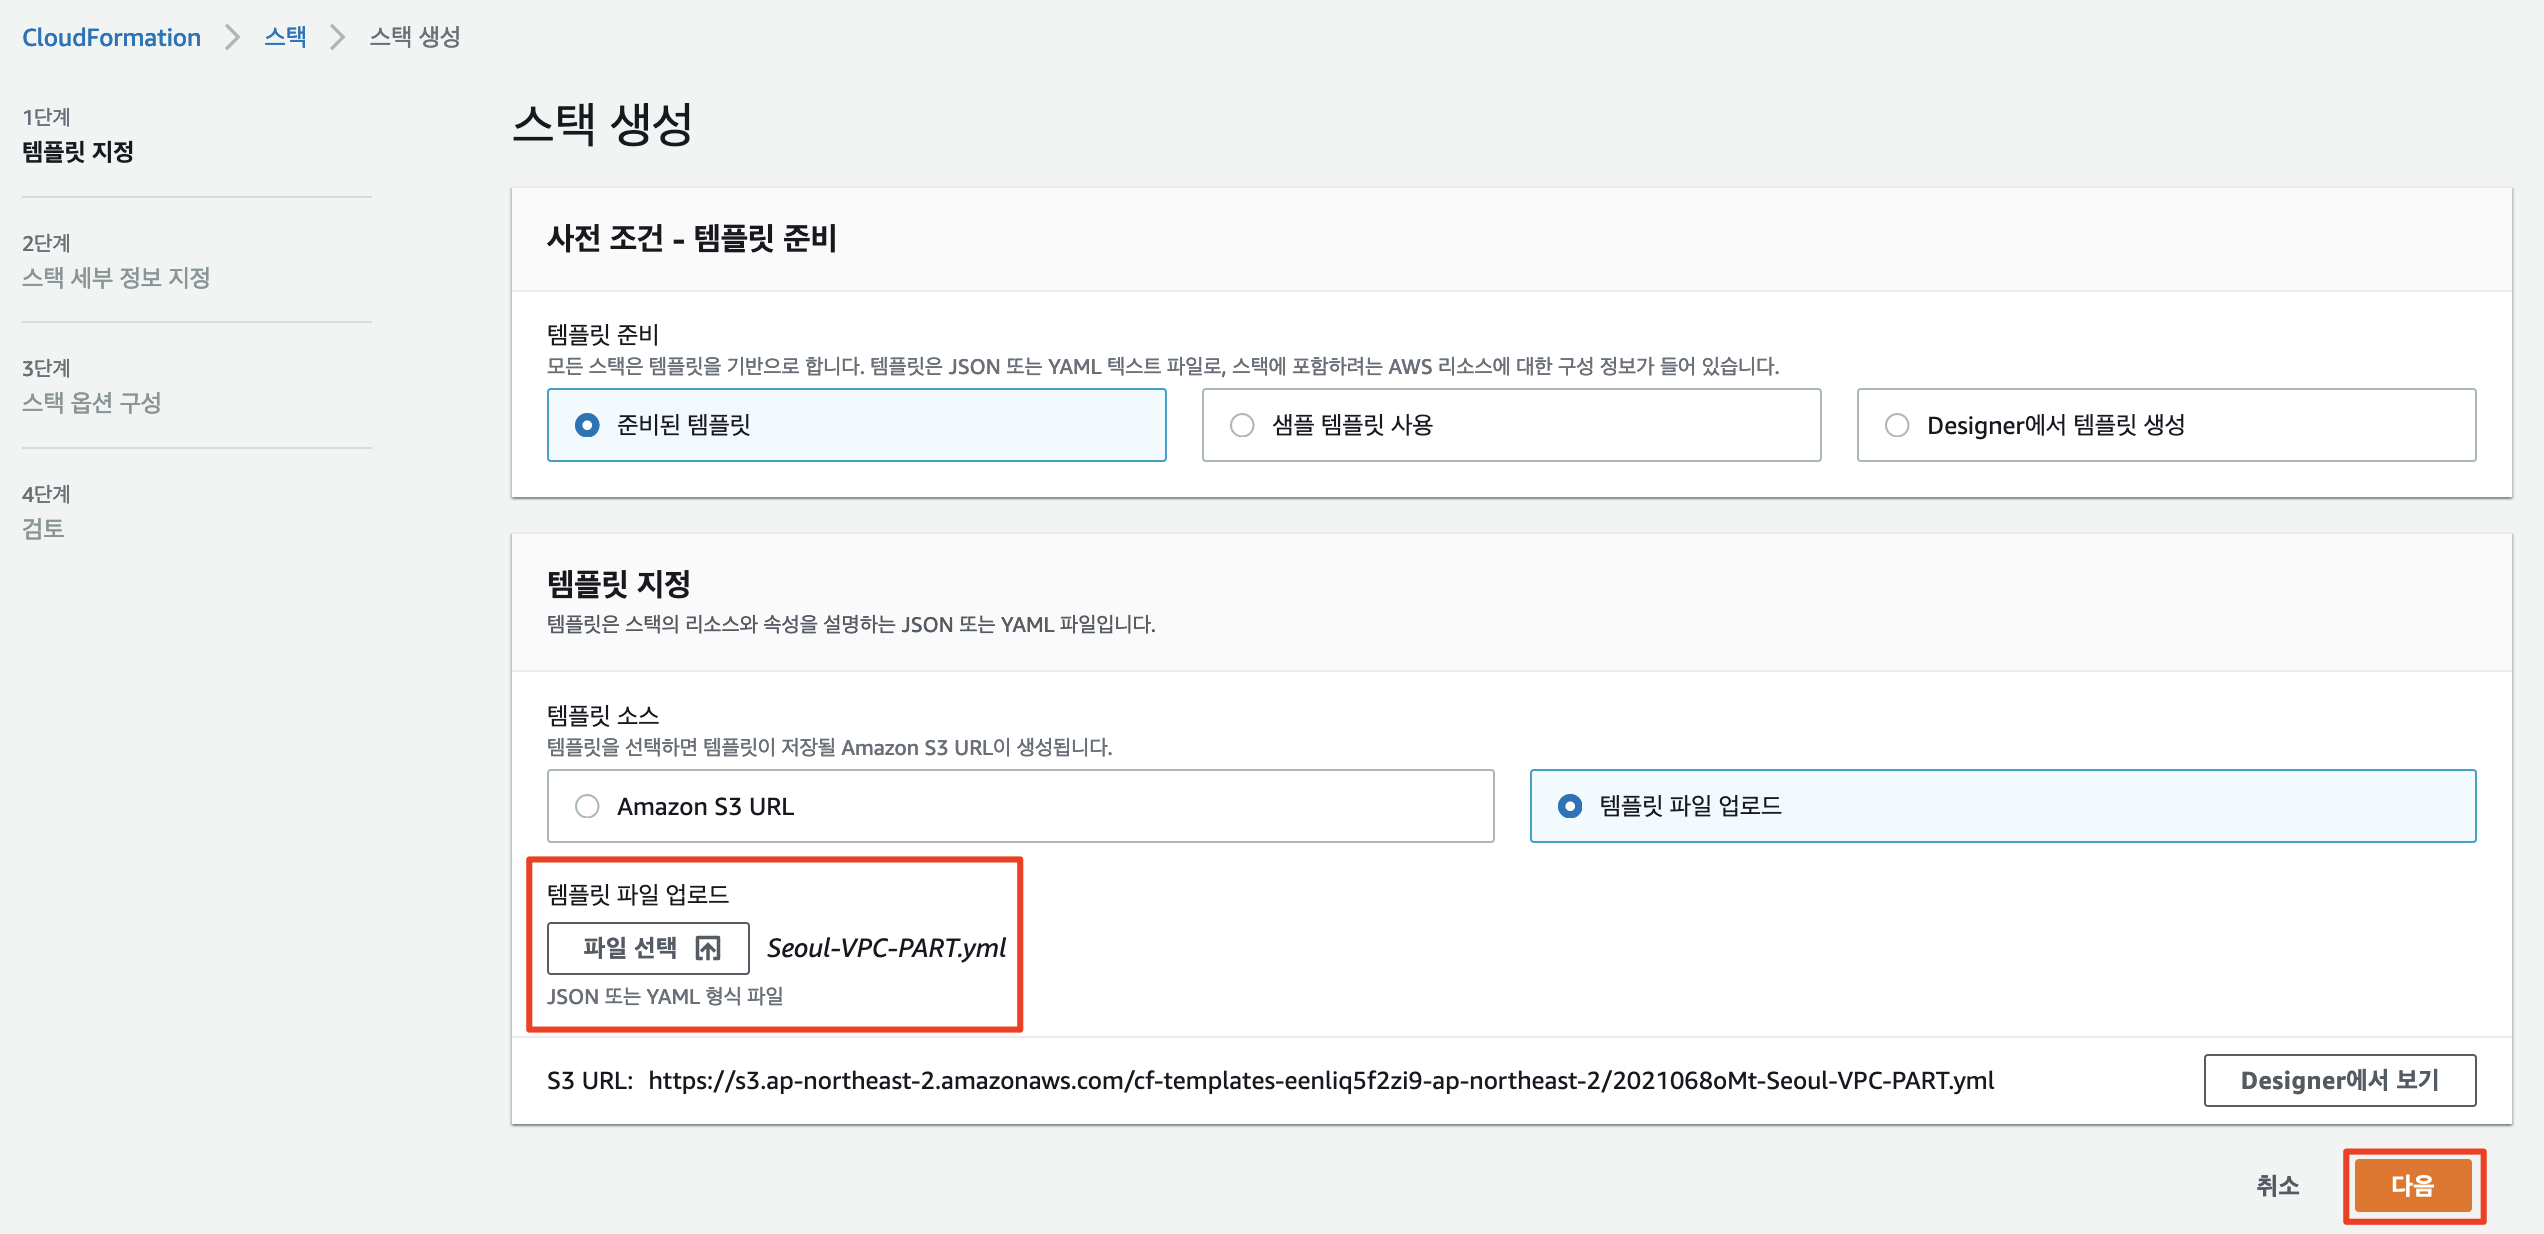 CloudFormation > 스택 > 스택 생성
1단계
템플릿 지정
2단계
스택 세부 정보 지정
3단계
스택 옵션 구성
4단계
검토
스택 생성
사전 조건 - 템플릿 준비
템플릿 준비
모든 스택은 템플릿을 기반으로 합니다. 템플릿은 JSON 또는 YAML 텍스트 파일로, 스택에 포함하려는 AWS 리소스에 대한 구성 정보가 들어 있습니다.
준비된 템플릿
샘플 템플릿 사용
Designer에서 템플릿 생성
템플릿 지정
템플릿은 스택의 리소스와 속성을 설명하는 JSON 또는 YAML 파일입니다.
템플릿 소스
템플릿을 선택하면 템플릿이 저장될 Amazon S3 URL이 생성됩니다.
Amazon S3 URL
템플릿 파일 업로드
템플릿 파일 업로드
파일 선택 Seoul-VPC-PART.yml
JSON 또는 YAML 형식 파일
S3 URL: https://s3.ap-northeast-2.amazonaws.com/cf-templates-eenliq5f2zi9-ap-northeast-2/2021068oMt-Seoul-VPC-PART.yml
Designer에서 보기
취소
다음